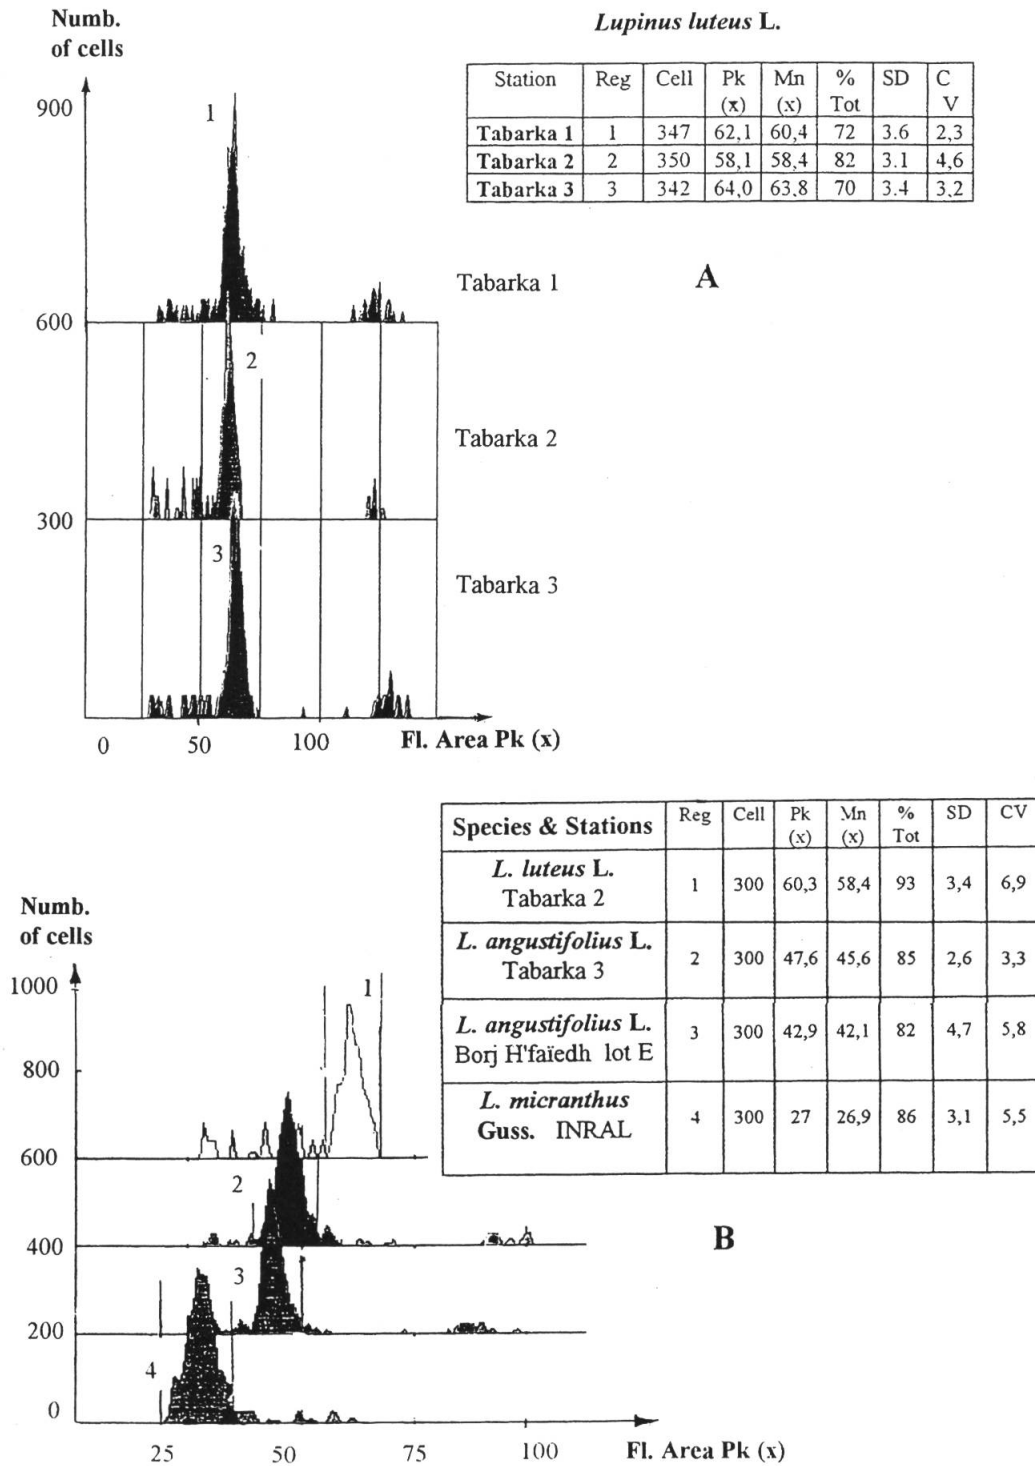 Numb.
of cells
Lupinus luteus L.
Station Reg Cell Pk (x) Mn (x) % Tot SD C V
Tabarka 1 1 347 62,1 60,4 72 3.6 2,3
Tabarka 2 2 350 58,1 58,4 82 3.1 4,6
Tabarka 3 3 342 64,0 63,8 70 3.4 3,2
900
1
Tabarka 1
A
600
2
Tabarka 2
300
3
Tabarka 3
0 50 100 Fl. Area Pk (x)
Species & Stations Reg Cell Pk (x) Mn (x) % Tot SD CV
L. luteus L.
Tabarka 2 1 300 60,3 58,4 93 3,4 6,9
L. angustifolius L.
Tabarka 3 2 300 47,6 45,6 85 2,6 3,3
L. angustifolius L.
Borj H'faïedh lot E 3 300 42,9 42,1 82 4,7 5,8
L. micranthus
Guss. INRAL 4 300 27 26,9 86 3,1 5,5
Numb.
of cells
1000
1
800
600
2
400
B
3
200
4
0
25 50 75 100 Fl. Area Pk (x)